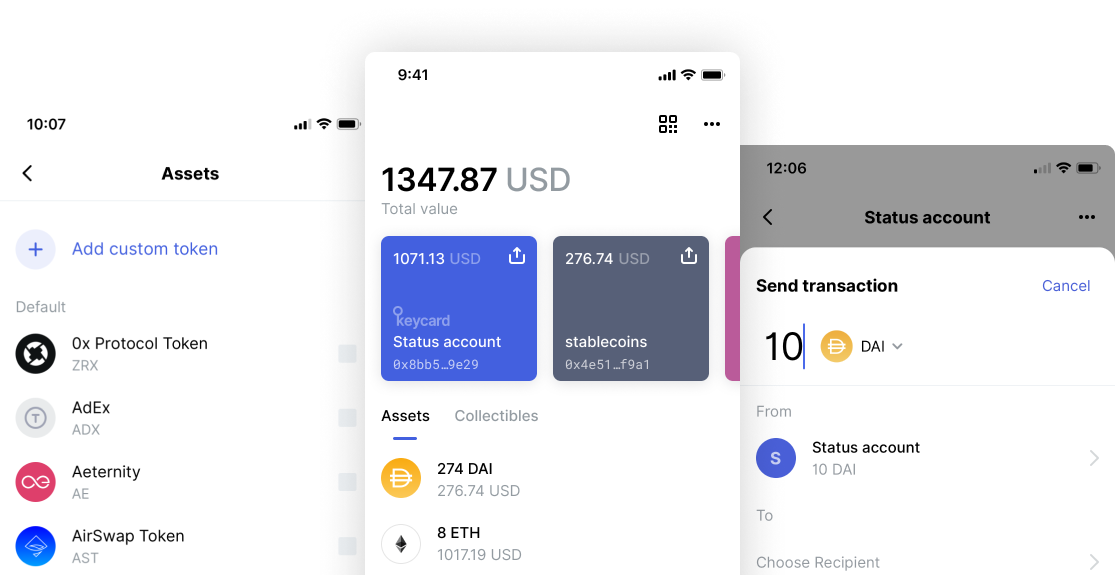 10:07
Assets
+ Add custom token
Default
0x Protocol Token
ZRX
AdEx
ADX
Aeternity
AE
AirSwap Token
AST
9:41
1347.87 USD
Total value
1071.13 USD
keycard
Status account
0x8bb5…9e29
276.74 USD
stablecoins
0x4e51…f9a1
Assets Collectibles
274 DAI
276.74 USD
8 ETH
1017.19 USD
12:06
Status account
Send transaction Cancel
10 DAI
From
S
Status account
10 DAI
To
Choose Recipient